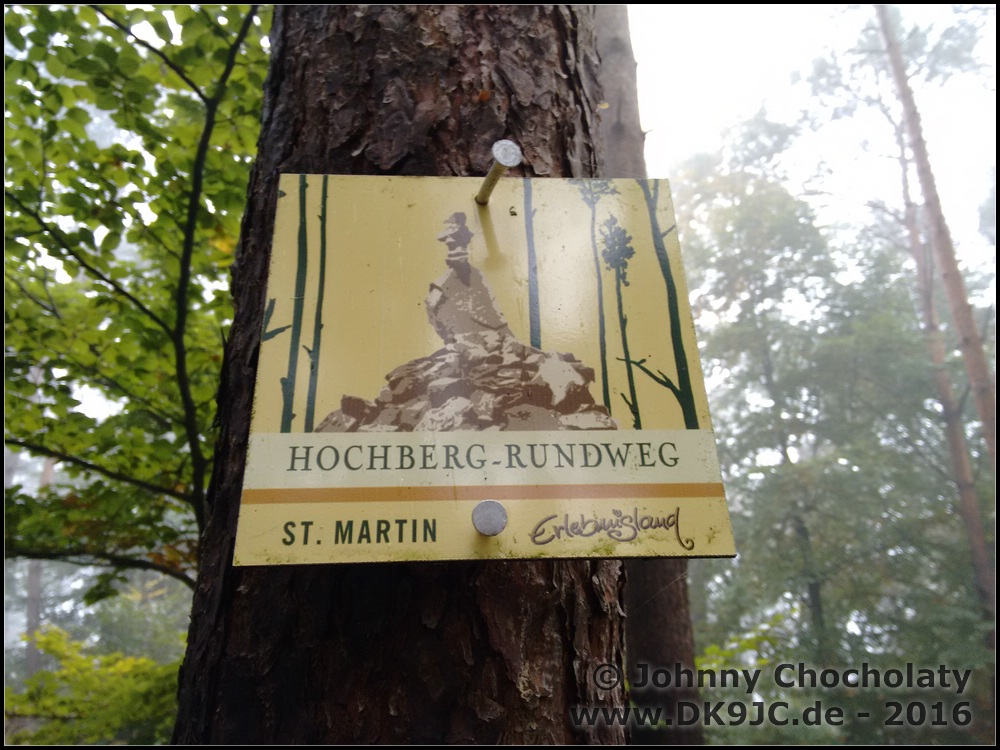 HOCHBERG-RUNDWEG
ST. MARTIN Erlebnisland
© Johnny Chocholaty
www.DK9JC.de - 2016